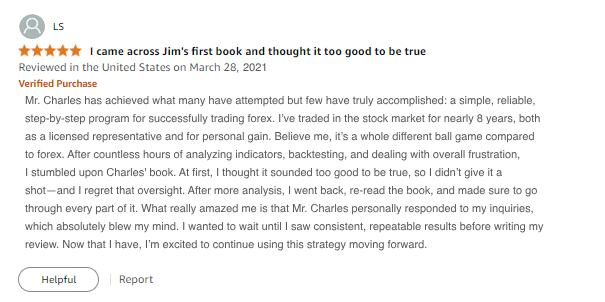 LS
I came across Jim's first book and thought it too good to be true
Reviewed in the United States on March 28, 2021
Verified Purchase
Mr. Charles has achieved what many have attempted but few have truly accomplished: a simple, reliable,
step-by-step program for successfully trading forex. I've traded in the stock market for nearly 8 years, both
as a licensed representative and for personal gain. Believe me, it's a whole different ball game compared
to forex. After countless hours of analyzing indicators, backtesting, and dealing with overall frustration,
I stumbled upon Charles' book. At first, I thought it sounded too good to be true, so I didn't give it a
shot—and I regret that oversight. After more analysis, I went back, re-read the book, and made sure to go
through every part of it. What really amazed me is that Mr. Charles personally responded to my inquiries,
which absolutely blew my mind. I wanted to wait until I saw consistent, repeatable results before writing my
review. Now that I have, I'm excited to continue using this strategy moving forward.
Helpful
Report